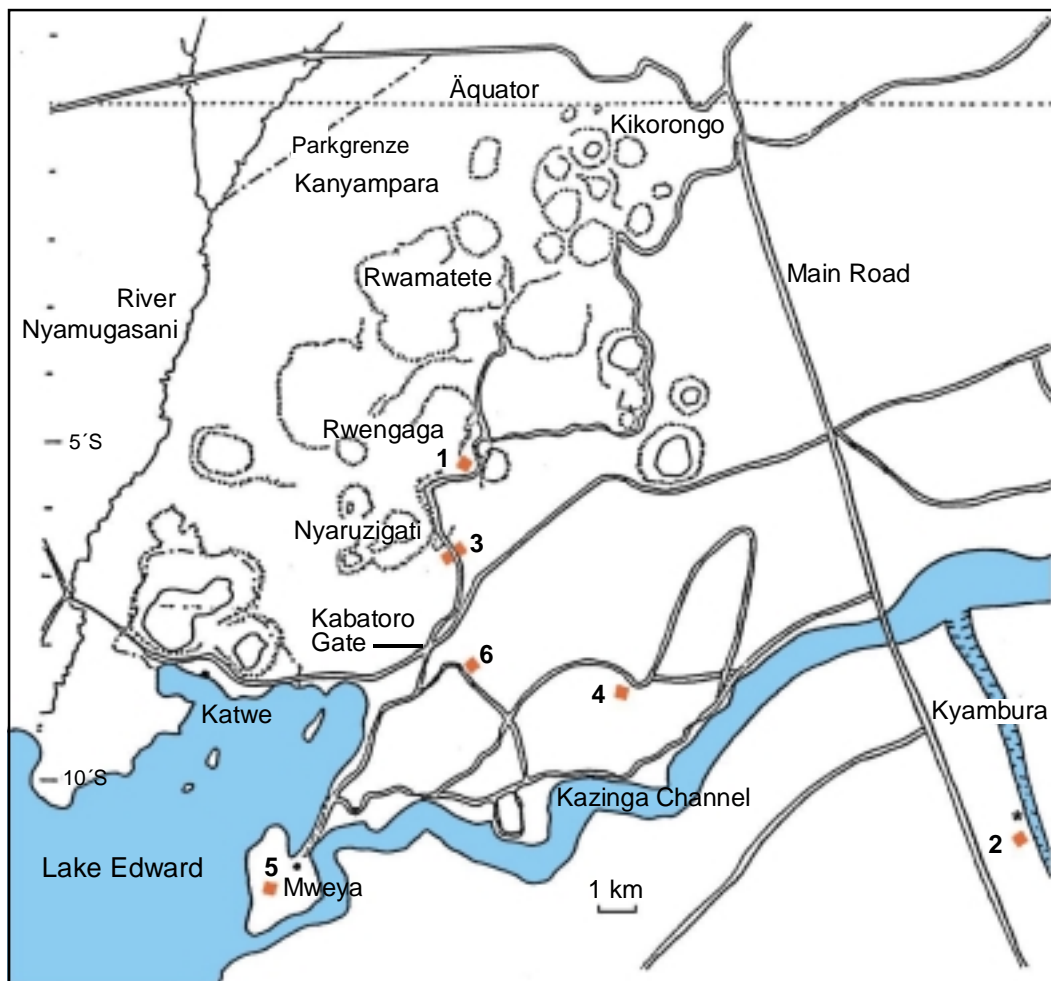 Äquator
Kikorongo
Parkgrenze
Kanyampara
Rwamatete
Main Road
River
Nyamugasani
5´S
Rwengaga
1
Nyaruzigati
3
Kabatoro
Gate
6
4
Katwe
Kyambura
10´S
Kazinga Channel
*
2
Lake Edward
5
Mweya
1 km